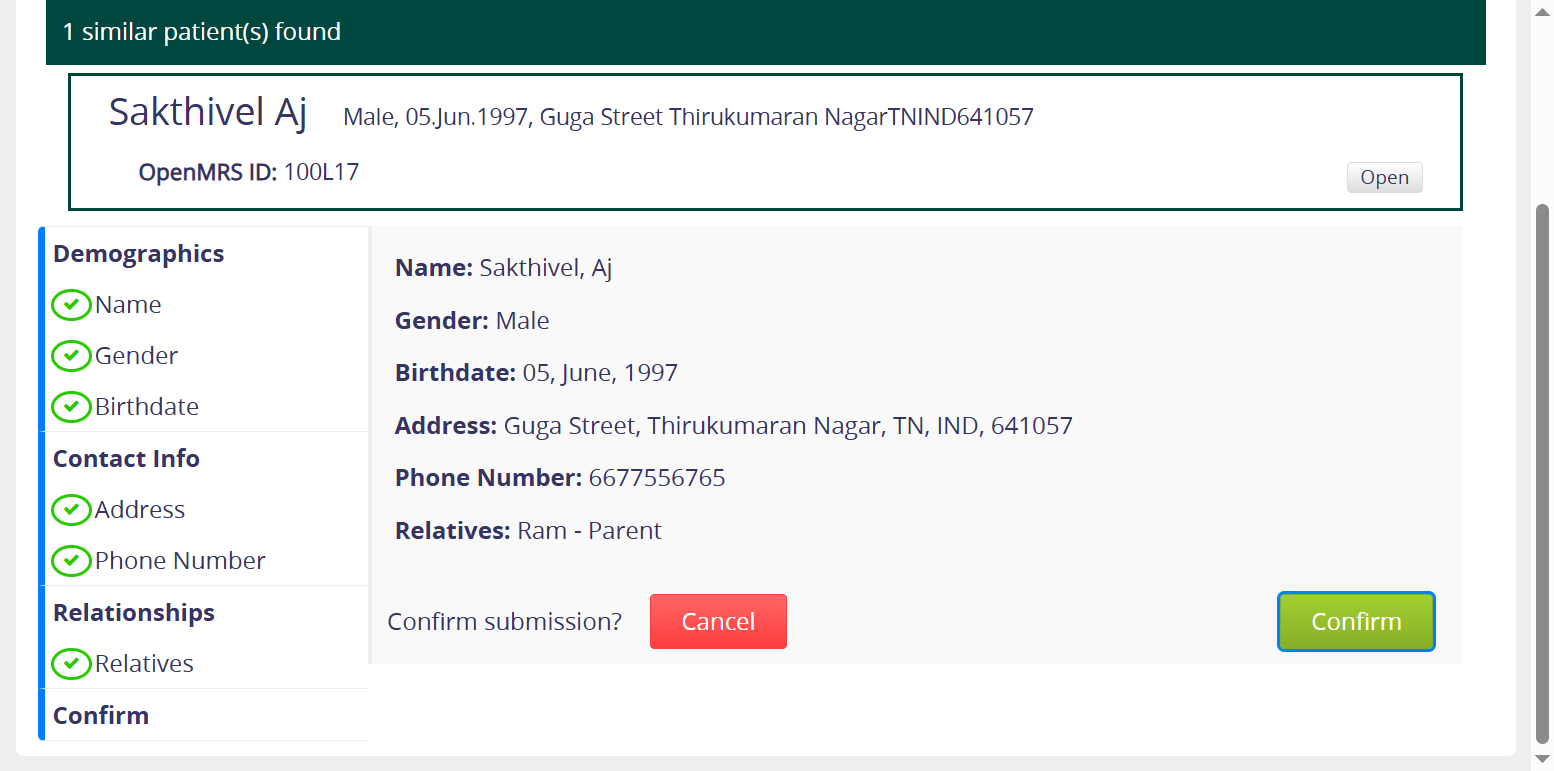 1 similar patient(s) found
Sakthivel Aj Male, 05.Jun.1997, Guga Street Thirukumaran NagarTNIND641057
OpenMRS ID: 100L17
Open
Demographics
Name
Gender
Birthdate
Contact Info
Address
Phone Number
Relationships
Relatives
Confirm
Name: Sakthivel, Aj
Gender: Male
Birthdate: 05, June, 1997
Address: Guga Street, Thirukumaran Nagar, TN, IND, 641057
Phone Number: 6677556765
Relatives: Ram - Parent
Confirm submission? Cancel Confirm